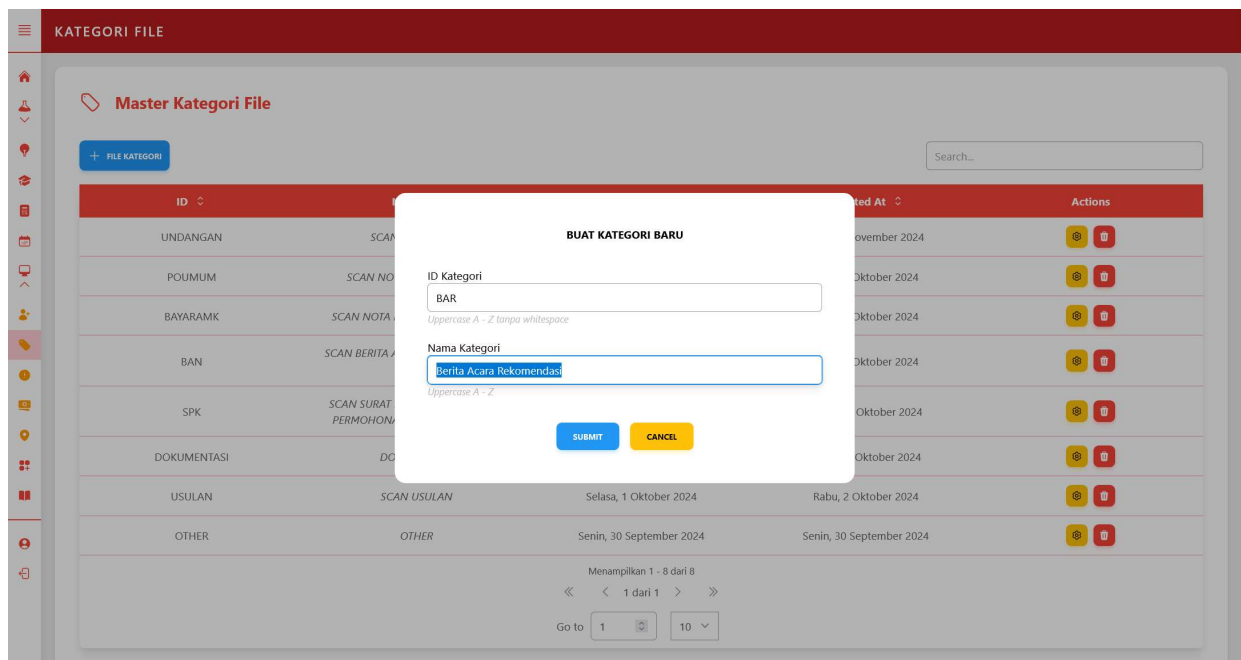 KATEGORI FILE
Master Kategori File
+ FILE KATEGORI
Search...
ID ted At Actions
BUAT KATEGORI BARU
UNDANGAN SCAN ovember 2024
ID Kategori
POUMUM SCAN NO Oktober 2024
BAR
Uppercase A - Z tanpa whitespace
BAYARAMK SCAN NOTA Oktober 2024
Nama Kategori
BAN SCAN BERITA A Oktober 2024
Berita Acara Rekomendasi
Uppercase A - Z
SPK SCAN SURAT
PERMOHONA Oktober 2024
SUBMIT CANCEL
DOKUMENTASI DO Oktober 2024
USULAN SCAN USULAN Selasa, 1 Oktober 2024 Rabu, 2 Oktober 2024
OTHER OTHER Senin, 30 September 2024 Senin, 30 September 2024
Menampilkan 1 - 8 dari 8
1 dari 1
Go to 1 10